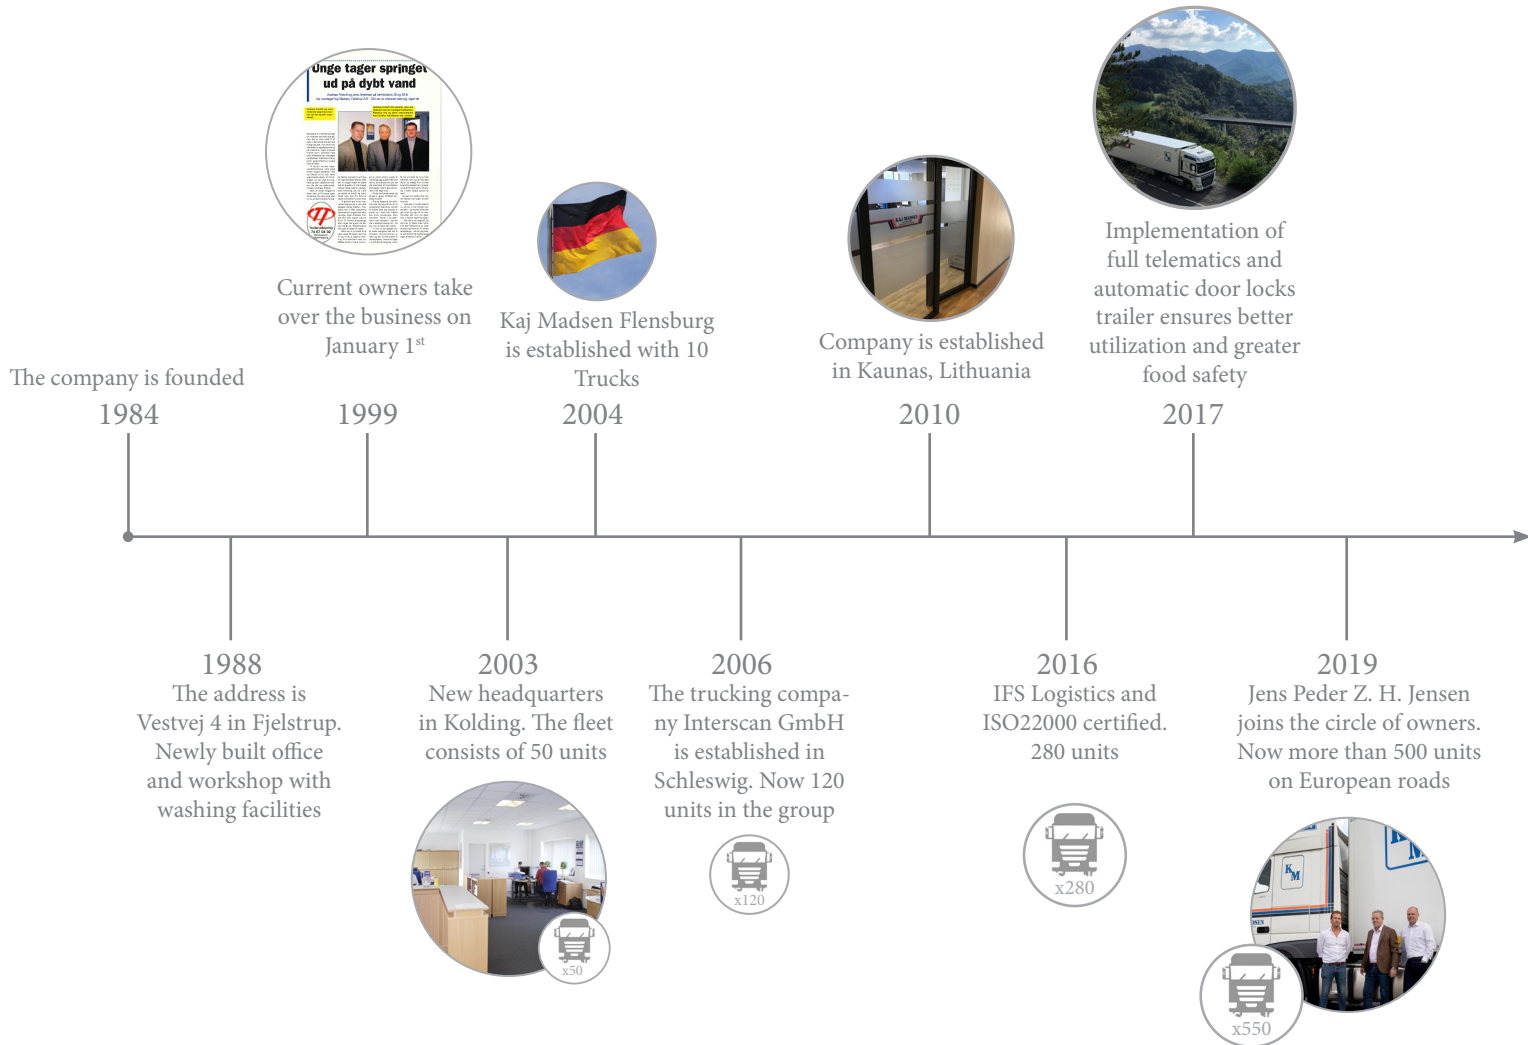 Unge tager springet
ud på dybt vand
Current owners take
over the business on
January 1st
Kaj Madsen Flensburg
is established with 10
Trucks
KAJ MADSEN
Company is established
in Kaunas, Lithuania
Implementation of
full telematics and
automatic door locks
trailer ensures better
utilization and greater
food safety
The company is founded
1984
1999
2004
2010
2017
1988
The address is
Vestvej 4 in Fjelstrup.
Newly built office
and workshop with
washing facilities
2003
New headquarters
in Kolding. The fleet
consists of 50 units
x50
2006
The trucking compa-
ny Interscan GmbH
is established in
Schleswig. Now 120
units in the group
x120
2016
IFS Logistics and
ISO22000 certified.
280 units
x280
2019
Jens Peder Z. H. Jensen
joins the circle of owners.
Now more than 500 units
on European roads
KM
x550